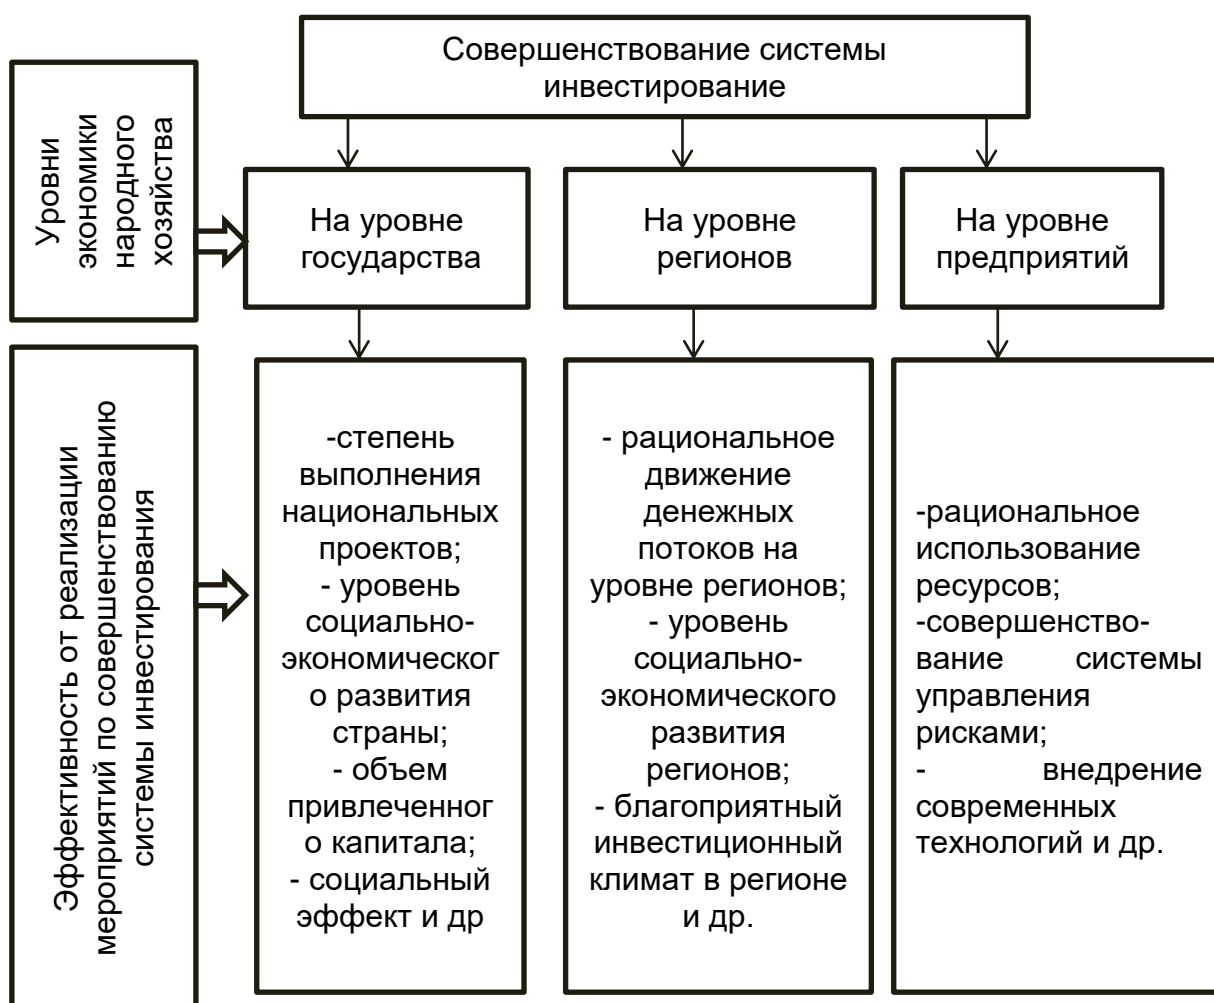 Совершенствование системы
инвестирование
Уровни
экономики
народного
хозяйства
На уровне
государства
На уровне
регионов
На уровне
предприятий
Эффективность от реализации
мероприятий по совершенствованию
системы инвестирования
-степень
выполнения
национальных
проектов;
- уровень
социально-
экономическог
о развития
страны;
- объем
привлеченног
о капитала;
- социальный
эффект и др
- рациональное
движение
денежных
потоков на
уровне регионов;
- уровень
социально-
экономического
развития
регионов;
- благоприятный
инвестиционный
климат в регионе
и др.
-рациональное
использование
ресурсов;
-совершенство-
вание системы
управления
рисками;
- внедрение
современных
технологий и др.